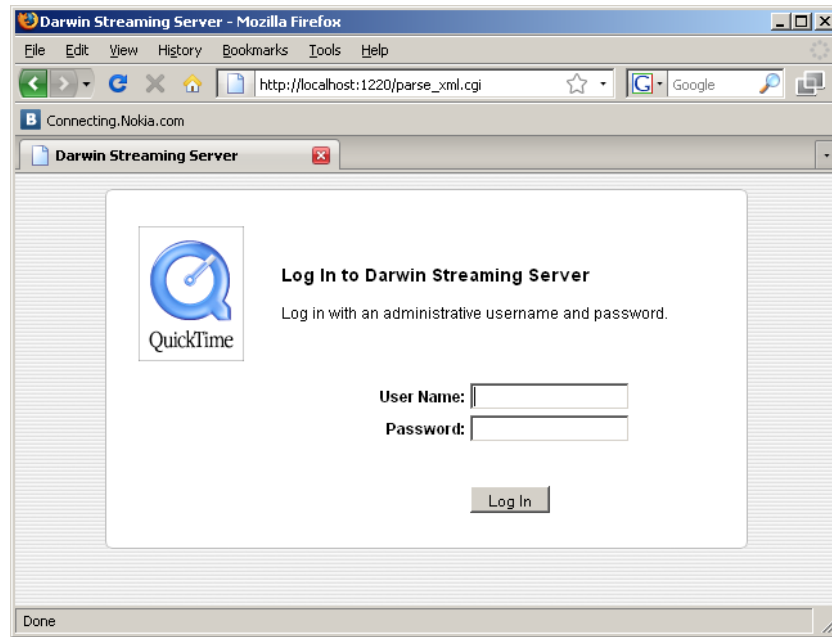 Darwin Streaming Server - Mozilla Firefox
File Edit View History Bookmarks Tools Help
http://localhost:1220/parse_xml.cgi G Google
B Connecting.Nokia.com
Darwin Streaming Server
QuickTime
Log In to Darwin Streaming Server
Log in with an administrative username and password.
User Name:
Password:
Log In
Done